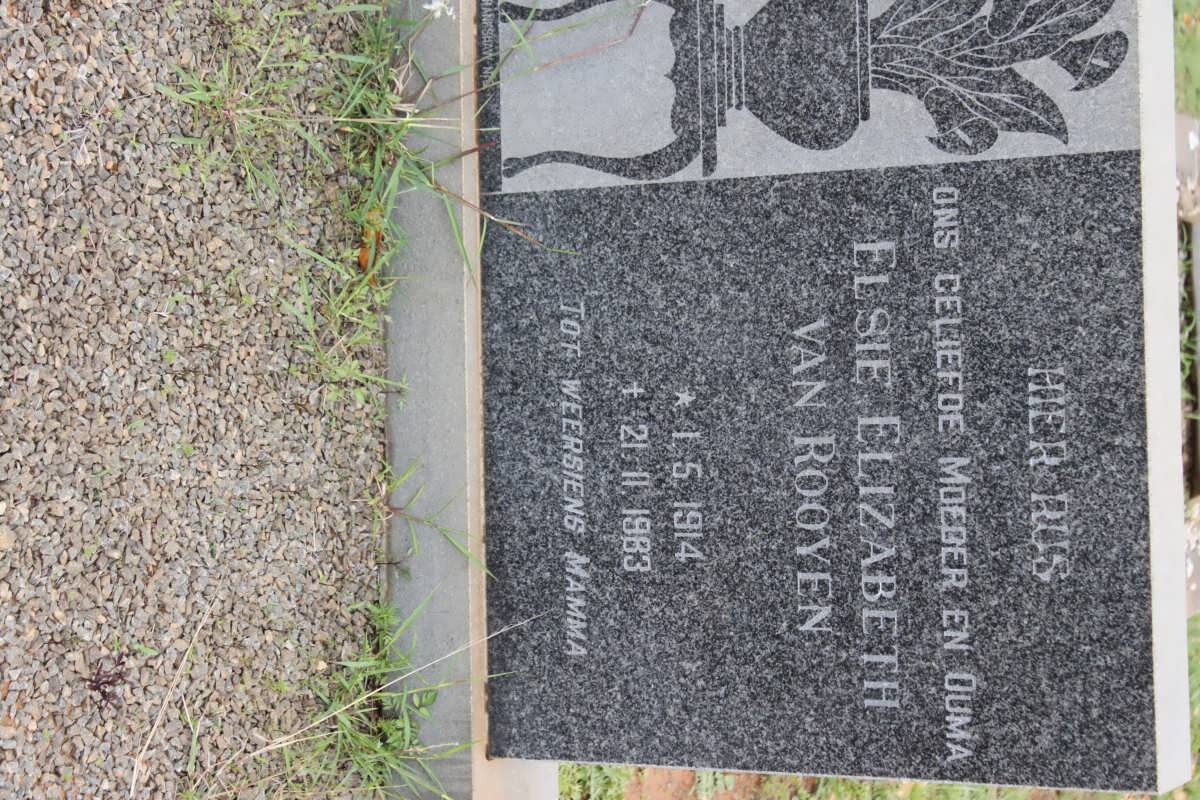 HIER RUS
ONS GELIEFDE MOEDER EN OUMA
ELSIE ELIZABETH
VAN ROOYEN
★ 1.5.1914
† 21.11.1983
TOT WEERSIENS MAMMA